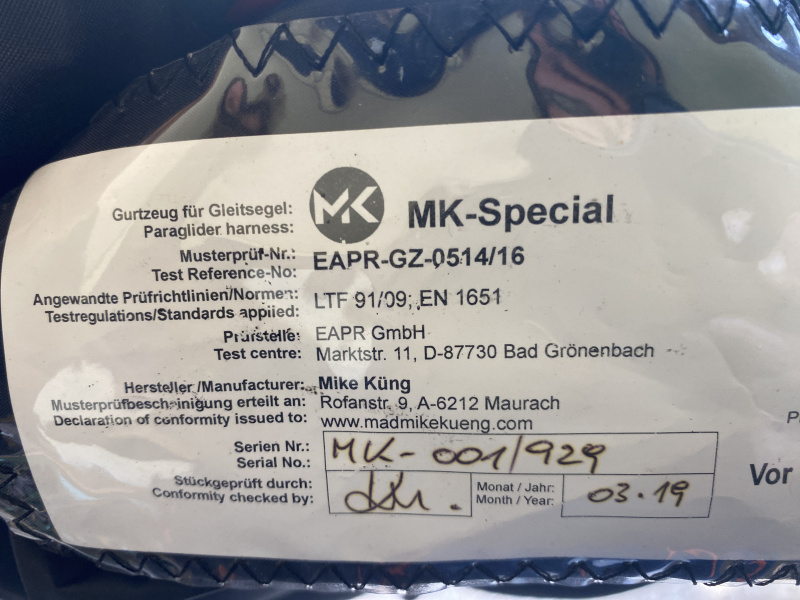 Gurtzeug für Gleitsegel:
Paraglider harness:
MK
MK-Special
Musterprüf-Nr.:
Test Reference-No:
EAPR-GZ-0514/16
Angewandte Prüfrichtlinien/Normen:
Testregulations/Standards applied:
LTF 91/09; EN 1651
Prüfstelle:
Test centre:
EAPR GmbH
Marktstr. 11, D-87730 Bad Grönenbach
Hersteller /Manufacturer:
Musterprüfbescheinigung erteilt an:
Declaration of conformity issued to:
Mike Küng
Rofanstr. 9, A-6212 Maurach
www.madmikekueng.com
Serien Nr.:
Serial No.:
MK-001/929
Stückgeprüft durch:
Conformity checked by:
Monat / Jahr:
Month / Year:
03.19
Vor